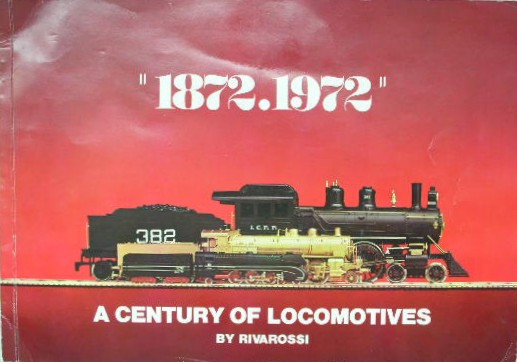 "1872.1972"
I.C.R.R.
382
A CENTURY OF LOCOMOTIVES
BY RIVAROSSI